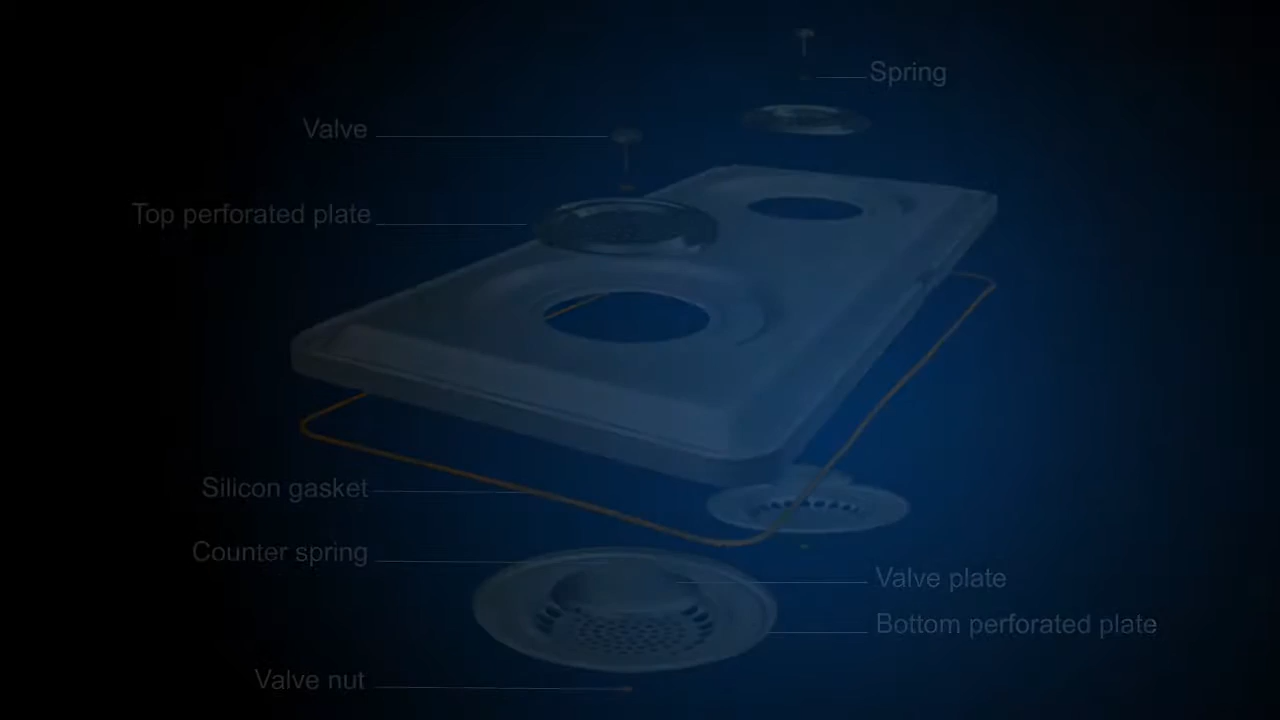 Spring
Valve
Top perforated plate
Silicon gasket
Counter spring
Valve plate
Bottom perforated plate
Valve nut